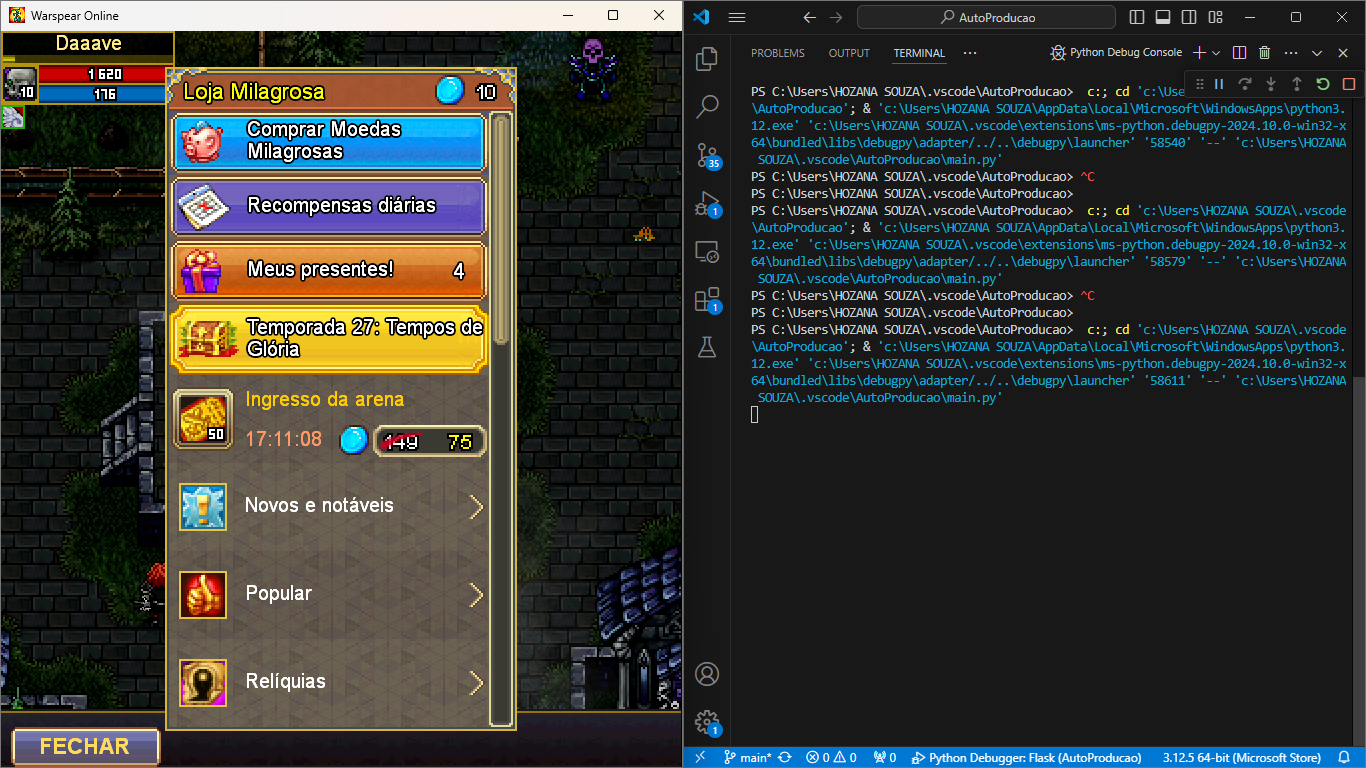 Warspear Online
Daaave
1 620
10
176
Loja Milagrosa
10
Comprar Moedas
Milagrosas
Recompensas diárias
Meus presentes!
4
Temporada 27: Tempos de
Glória
50
Ingresso da arena
17:11:08
149
75
Novos e notáveis
Popular
Relíquias
FECHAR
AutoProducao
PROBLEMS
OUTPUT
TERMINAL
Python Debug Console
PS C:\Users\HOZANA SOUZA\.vscode\AutoProducao>  c:; cd 'c:\Use
\AutoProducao'; & 'c:\Users\HOZANA SOUZA\AppData\Local\Microsoft\WindowsApps\python3.
12.exe' 'c:\Users\HOZANA SOUZA\.vscode\extensions\ms-python.debugpy-2024.10.0-win32-x
64\bundled\libs\debugpy\adapter/../..\debugpy\launcher' '58540' '--' 'c:\Users\HOZANA
 SOUZA\.vscode\AutoProducao\main.py'
PS C:\Users\HOZANA SOUZA\.vscode\AutoProducao> ^C
PS C:\Users\HOZANA SOUZA\.vscode\AutoProducao>
PS C:\Users\HOZANA SOUZA\.vscode\AutoProducao>  c:; cd 'c:\Users\HOZANA SOUZA\.vscode
\AutoProducao'; & 'c:\Users\HOZANA SOUZA\AppData\Local\Microsoft\WindowsApps\python3.
12.exe' 'c:\Users\HOZANA SOUZA\.vscode\extensions\ms-python.debugpy-2024.10.0-win32-x
64\bundled\libs\debugpy\adapter/../..\debugpy\launcher' '58579' '--' 'c:\Users\HOZANA
 SOUZA\.vscode\AutoProducao\main.py'
PS C:\Users\HOZANA SOUZA\.vscode\AutoProducao> ^C
PS C:\Users\HOZANA SOUZA\.vscode\AutoProducao>
PS C:\Users\HOZANA SOUZA\.vscode\AutoProducao>  c:; cd 'c:\Users\HOZANA SOUZA\.vscode
\AutoProducao'; & 'c:\Users\HOZANA SOUZA\AppData\Local\Microsoft\WindowsApps\python3.
12.exe' 'c:\Users\HOZANA SOUZA\.vscode\extensions\ms-python.debugpy-2024.10.0-win32-x
64\bundled\libs\debugpy\adapter/../..\debugpy\launcher' '58611' '--' 'c:\Users\HOZANA
 SOUZA\.vscode\AutoProducao\main.py'
35
1
1
1
main*
0
0
0
Python Debugger: Flask (AutoProducao)
3.12.5 64-bit (Microsoft Store)